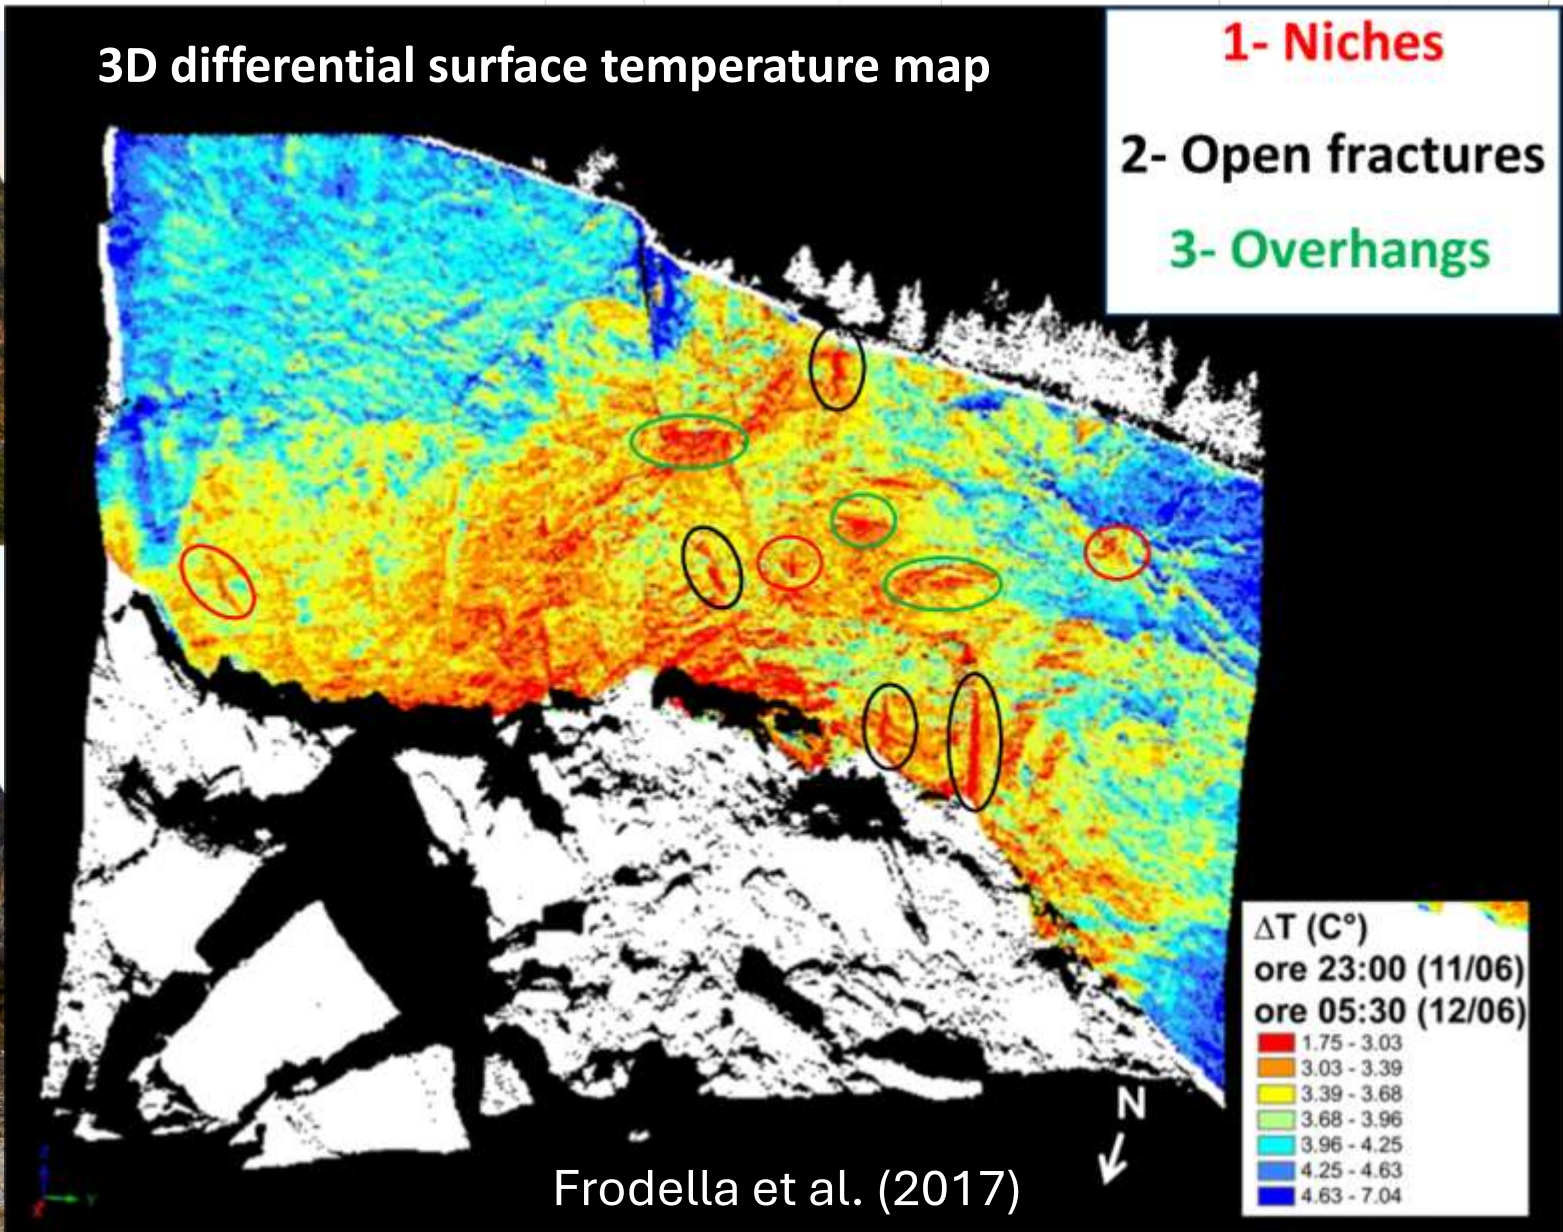 3D differential surface temperature map
1- Niches
2- Open fractures
3- Overhangs
ΔT (C°)
ore 23:00 (11/06)
ore 05:30 (12/06)
1.75 - 3.03
3.03 - 3.39
3.39 - 3.68
3.68 - 3.96
3.96 - 4.25
4.25 - 4.63
4.63 - 7.04
N
Z
Y
X
Frodella et al. (2017)